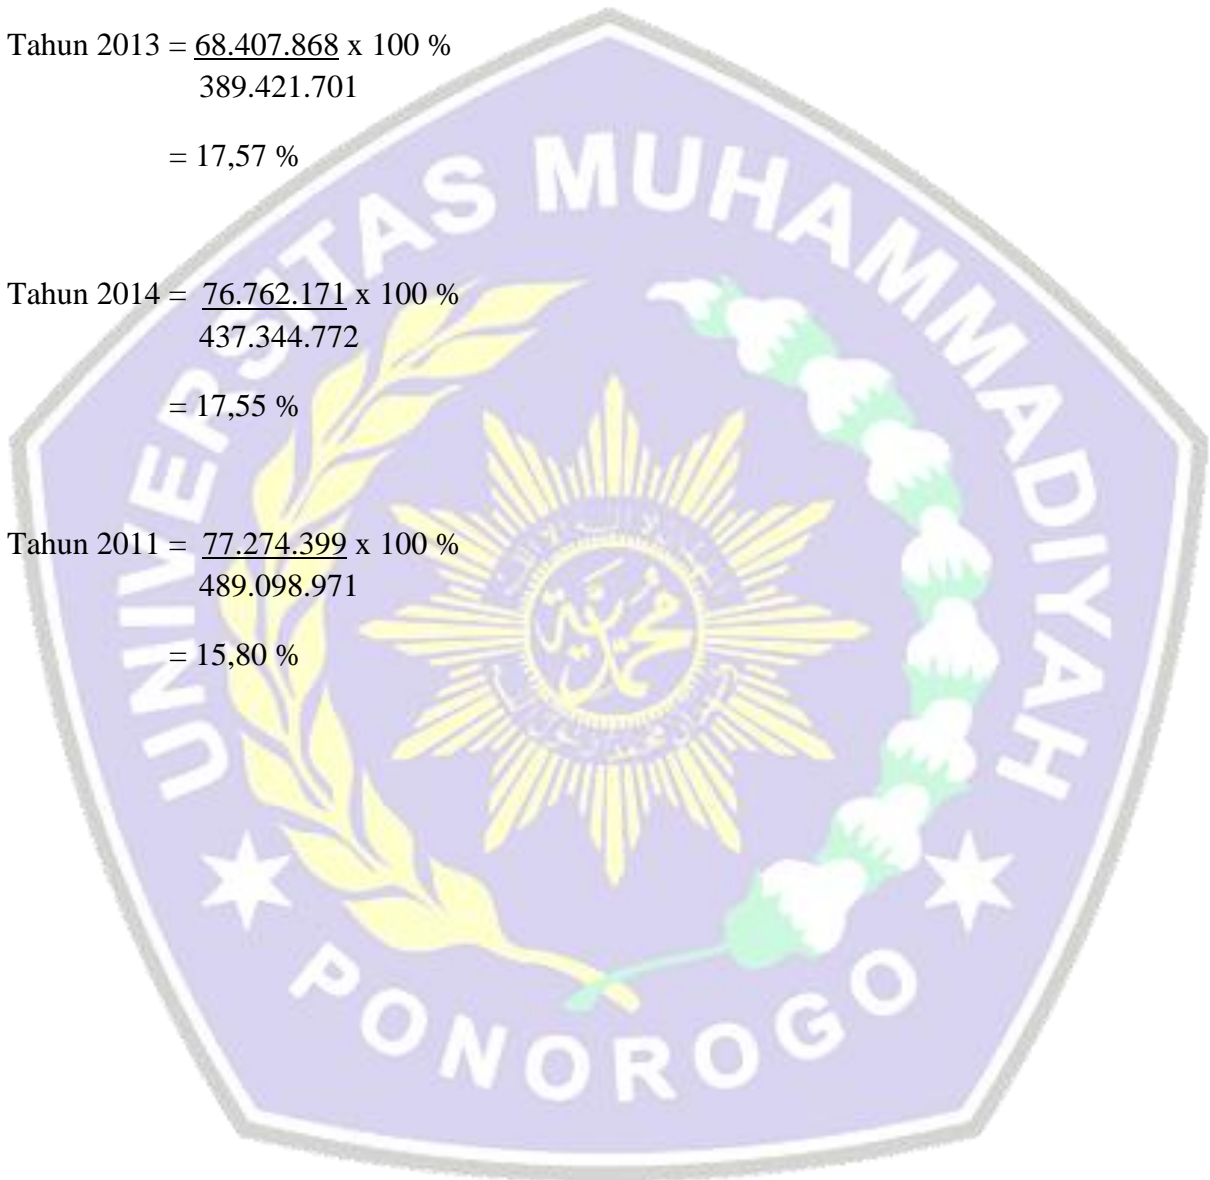 Tahun 2013 = 68.407.868 x 100 %
389.421.701
= 17,57 %
Tahun 2014 = 76.762.171 x 100 %
437.344.772
= 17,55 %
Tahun 2011 = 77.274.399 x 100 %
489.098.971
= 15,80 %
UNIVERSITAS MUHAMMADIYAH
PONOROGO
محمدية